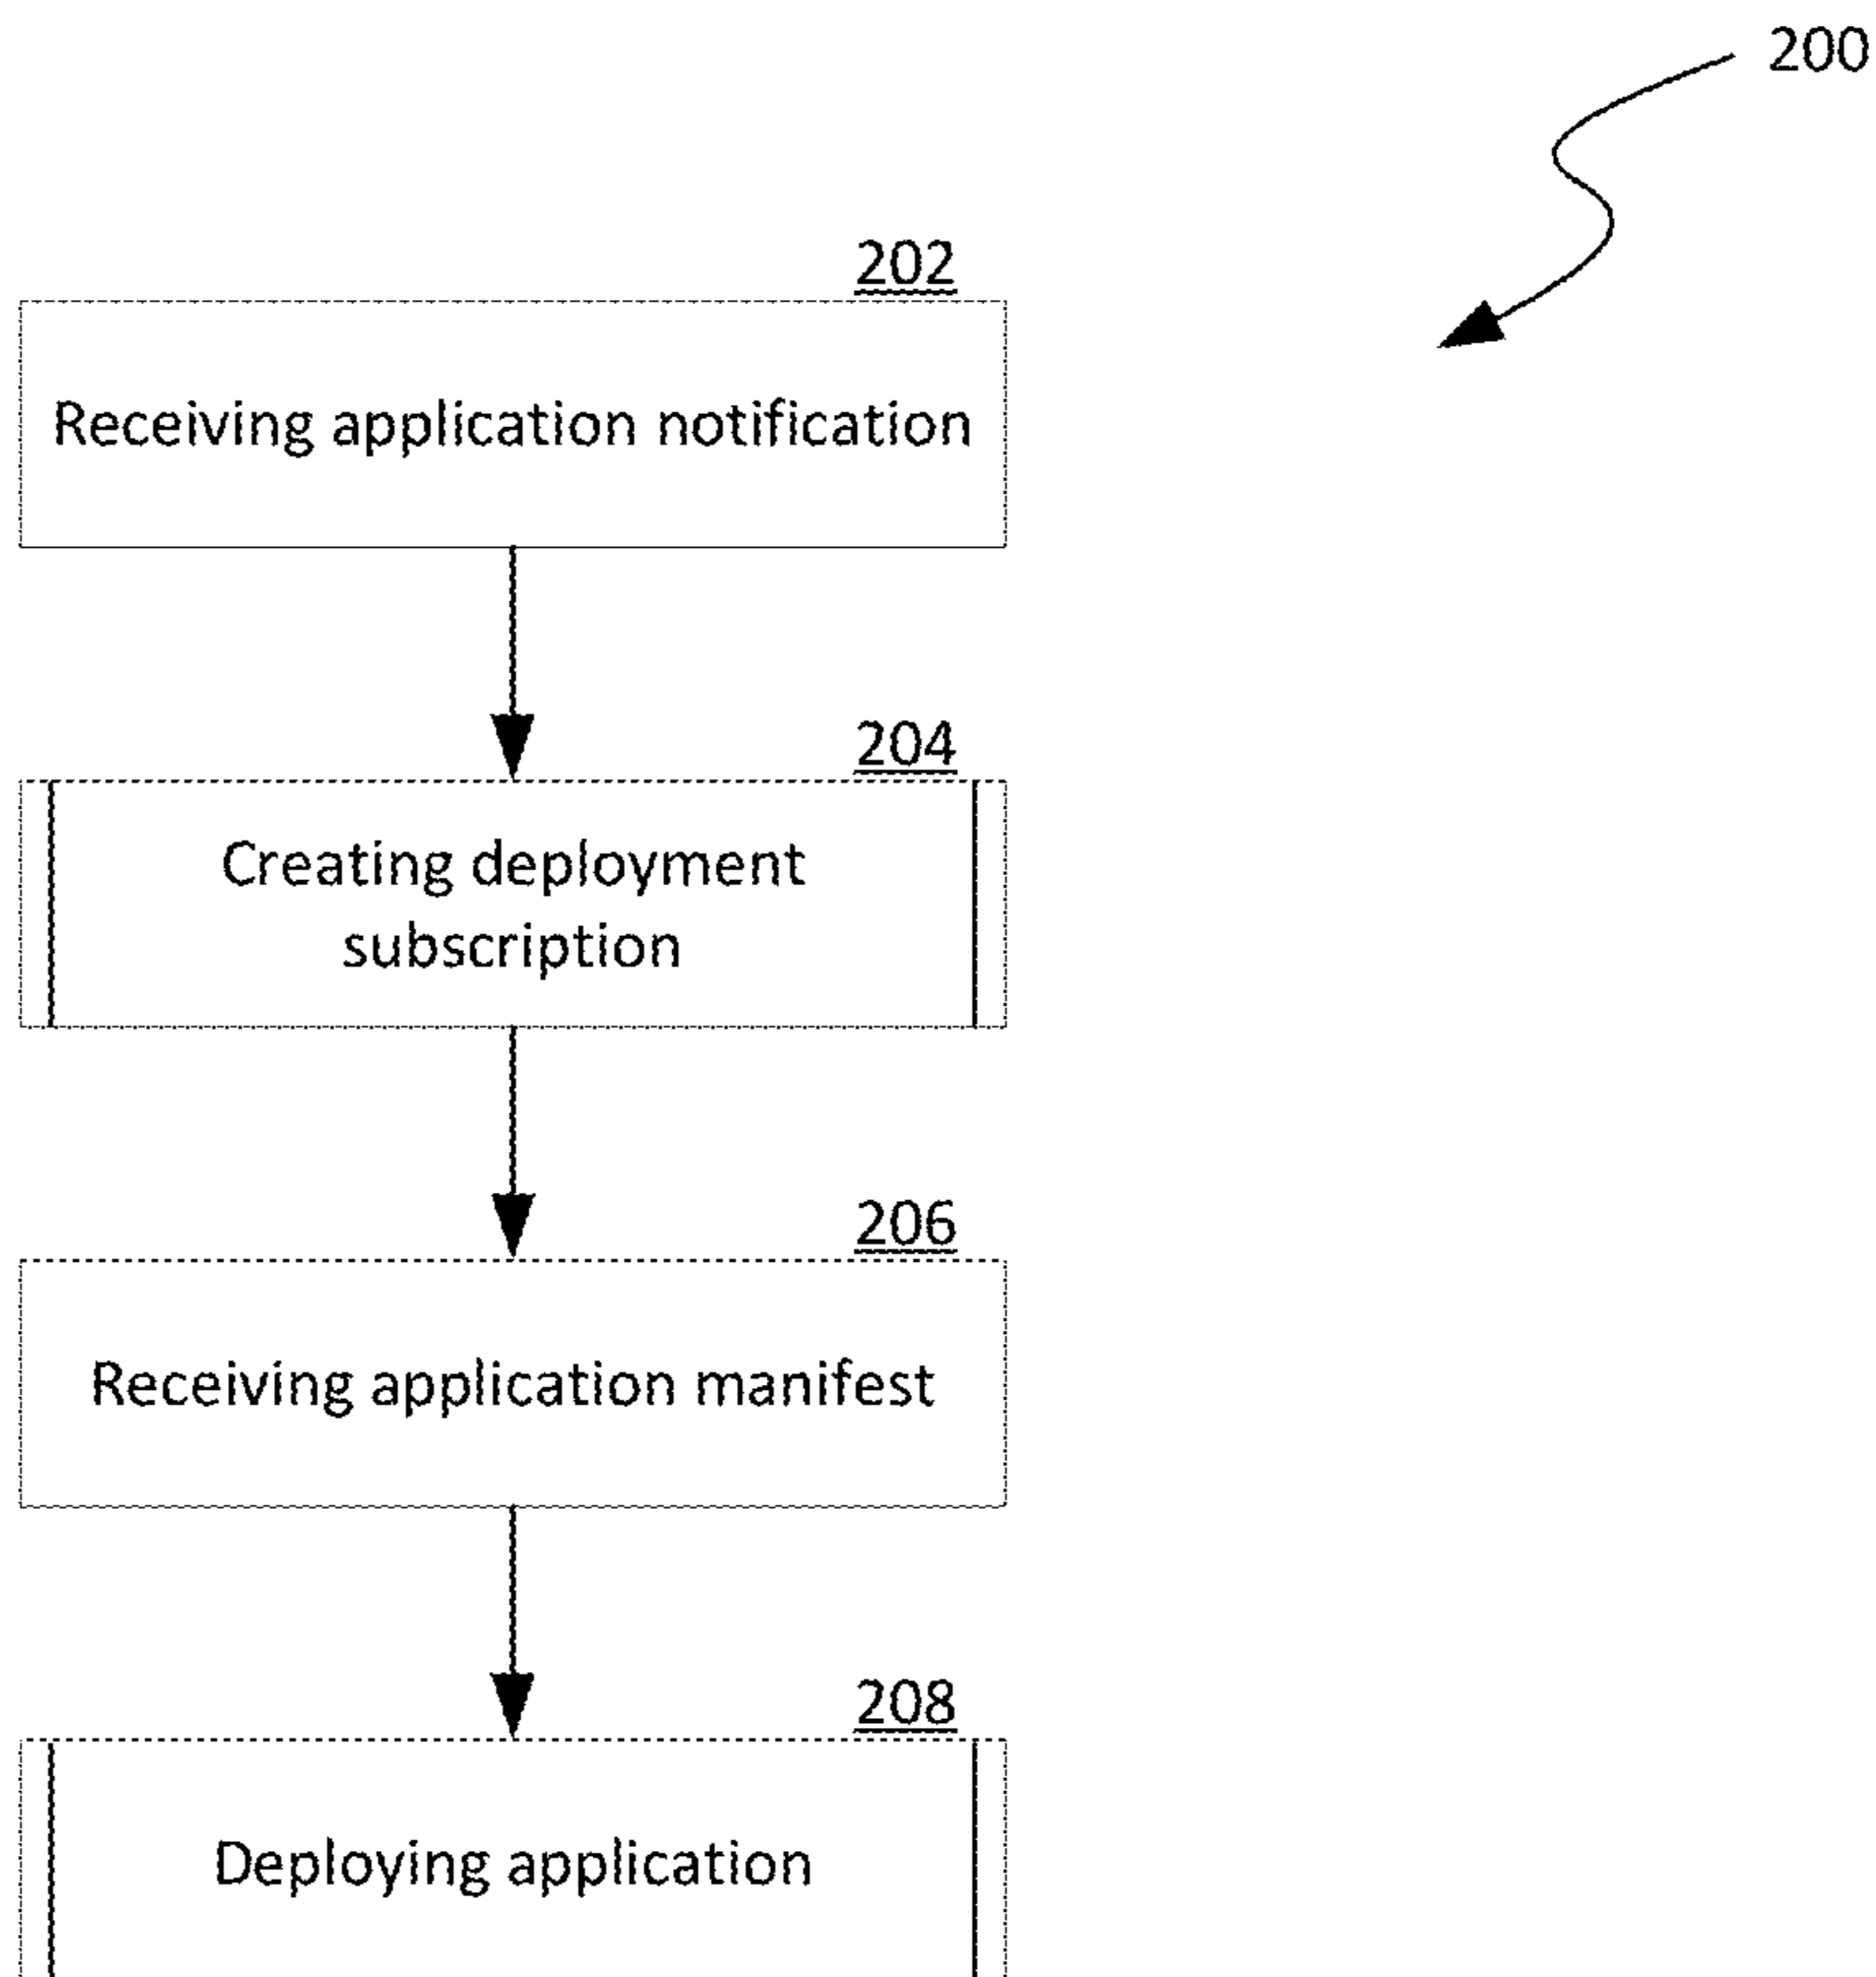 200
202
Receiving application notification
204
Creating deployment
subscription
206
Receiving application manifest
208
Deploying application